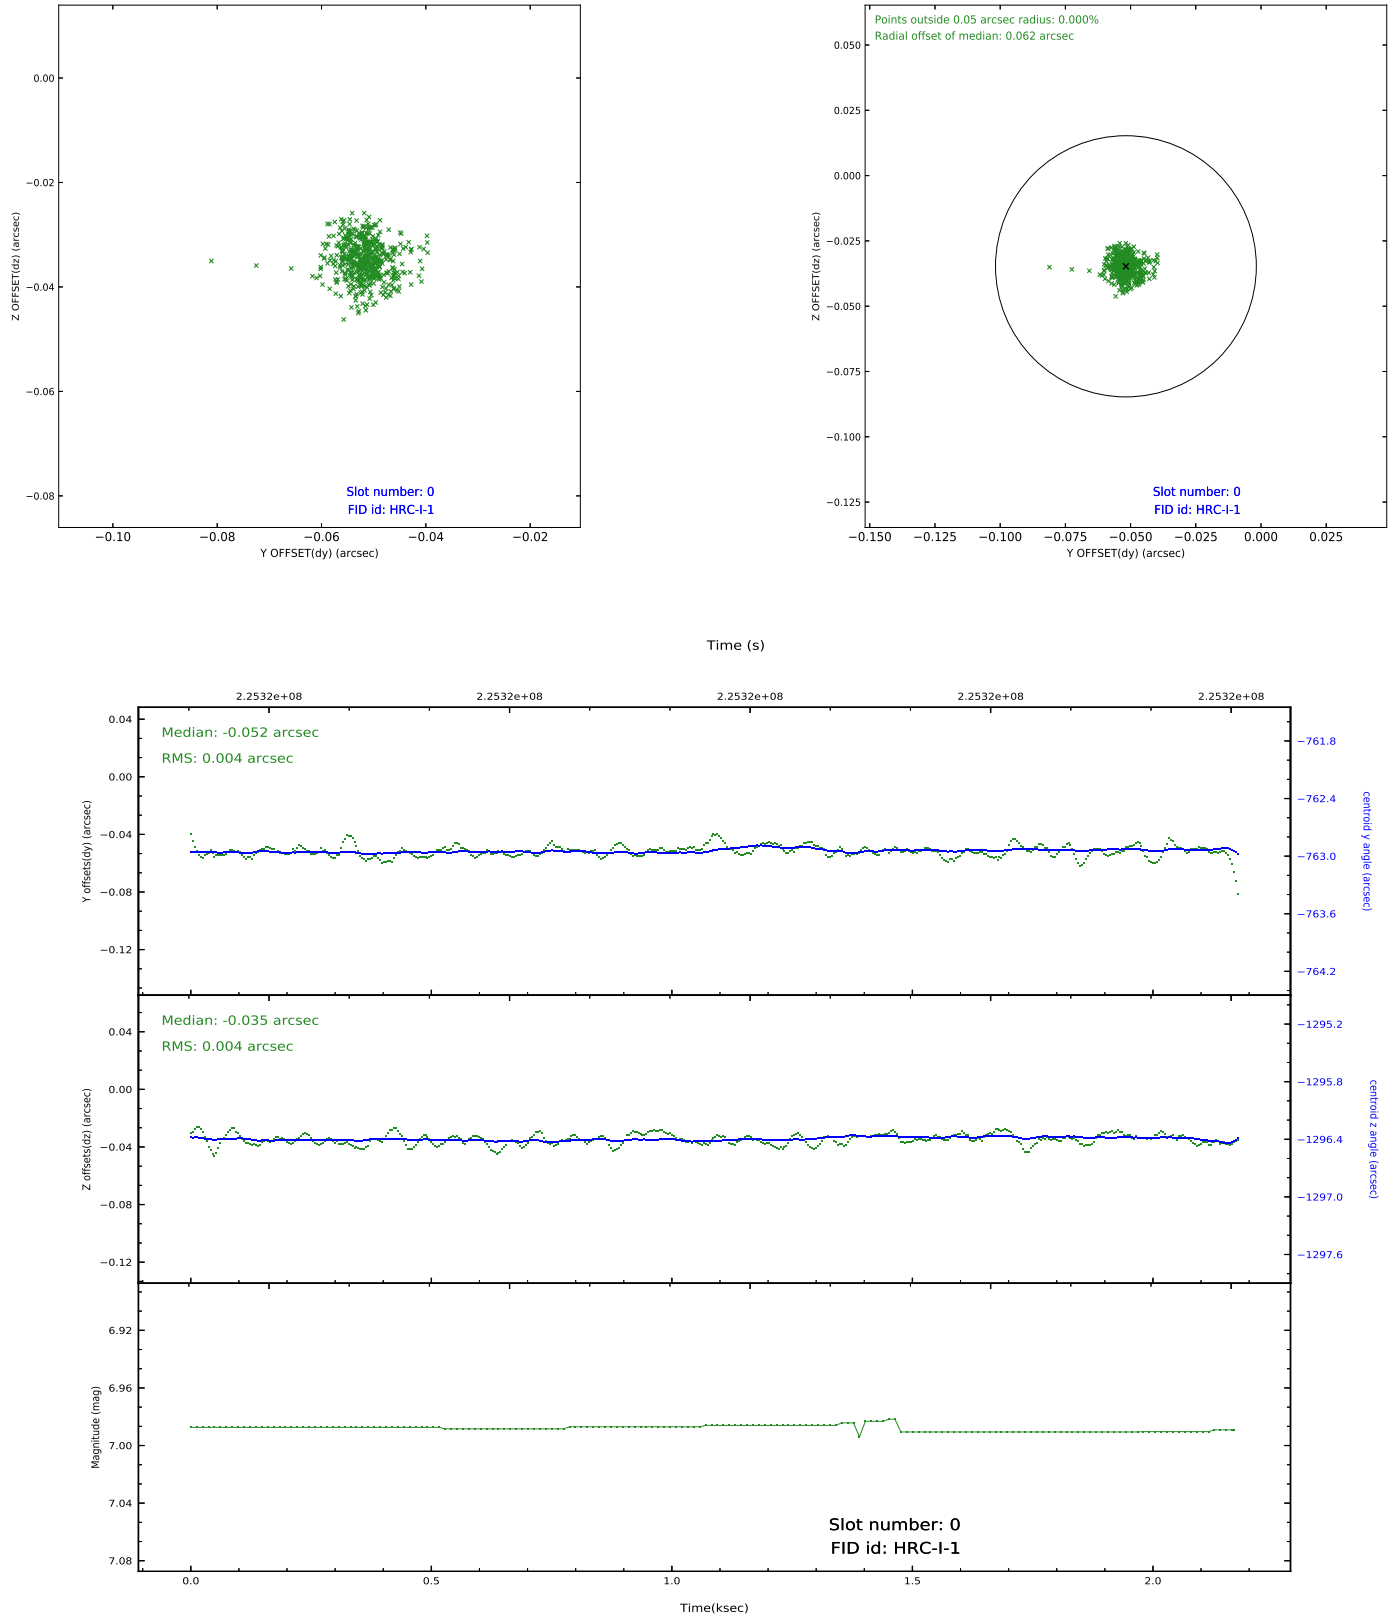 0.00
−0.02
−0.04
−0.06
−0.08
Z OFFSET(dz) (arcsec)
Slot number: 0
FID id: HRC-I-1
−0.10
−0.08
−0.06
−0.04
−0.02
Y OFFSET(dy) (arcsec)
Points outside 0.05 arcsec radius: 0.000%
Radial offset of median: 0.062 arcsec
0.050
0.025
0.000
−0.025
−0.050
−0.075
−0.100
−0.125
Z OFFSET(dz) (arcsec)
Slot number: 0
FID id: HRC-I-1
−0.150
−0.125
−0.100
−0.075
−0.050
−0.025
0.000
0.025
Y OFFSET(dy) (arcsec)
Time (s)
2.2532e+08
2.2532e+08
2.2532e+08
2.2532e+08
2.2532e+08
Median: -0.052 arcsec
RMS: 0.004 arcsec
0.04
0.00
−0.04
−0.08
−0.12
Y offsets(dy) (arcsec)
−761.8
−762.4
−763.0
−763.6
−764.2
centroid y angle (arcsec)
Median: -0.035 arcsec
RMS: 0.004 arcsec
0.04
0.00
−0.04
−0.08
−0.12
Z offsets(dz) (arcsec)
−1295.2
−1295.8
−1296.4
−1297.0
−1297.6
centroid z angle (arcsec)
6.92
6.96
7.00
7.04
7.08
Magnitude (mag)
Slot number: 0
FID id: HRC-I-1
0.0
0.5
1.0
1.5
2.0
Time(ksec)